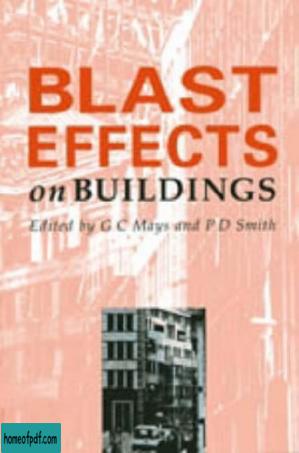 BLAST
EFFECTS
on BUILDINGS
Edited by G C Mays and P D Smith
homeofpdf.com